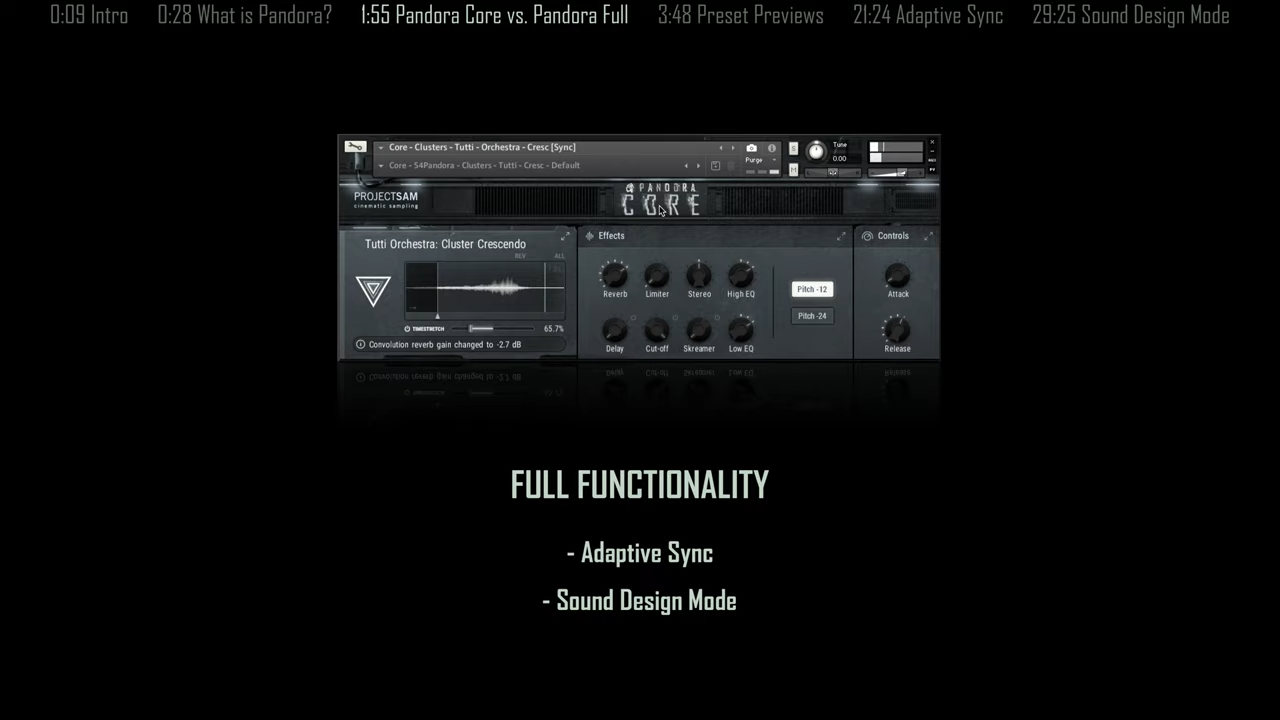 0:09 Intro 0:28 What is Pandora? 1:55 Pandora Core vs. Pandora Full 3:48 Preset Previews 21:24 Adaptive Sync 29:25 Sound Design Mode
Core - Clusters - Tutti - Orchestra - Cresc [Sync]
Core - S4Pandora - Clusters - Tutti - Cresc - Default
Purge
S
M
Tune
0.00
PROJECTSAM
cinematic sampling
PANDORA
CORE
Tutti Orchestra: Cluster Crescendo
REV ALL
TIMESTRETCH 65.7%
Convolution reverb gain changed to -2.7 dB
Effects
Reverb Limiter Stereo High EQ
Delay Cut-off Skreamer Low EQ
Pitch -12
Pitch -24
Controls
Attack
Release
FULL FUNCTIONALITY
- Adaptive Sync
- Sound Design Mode